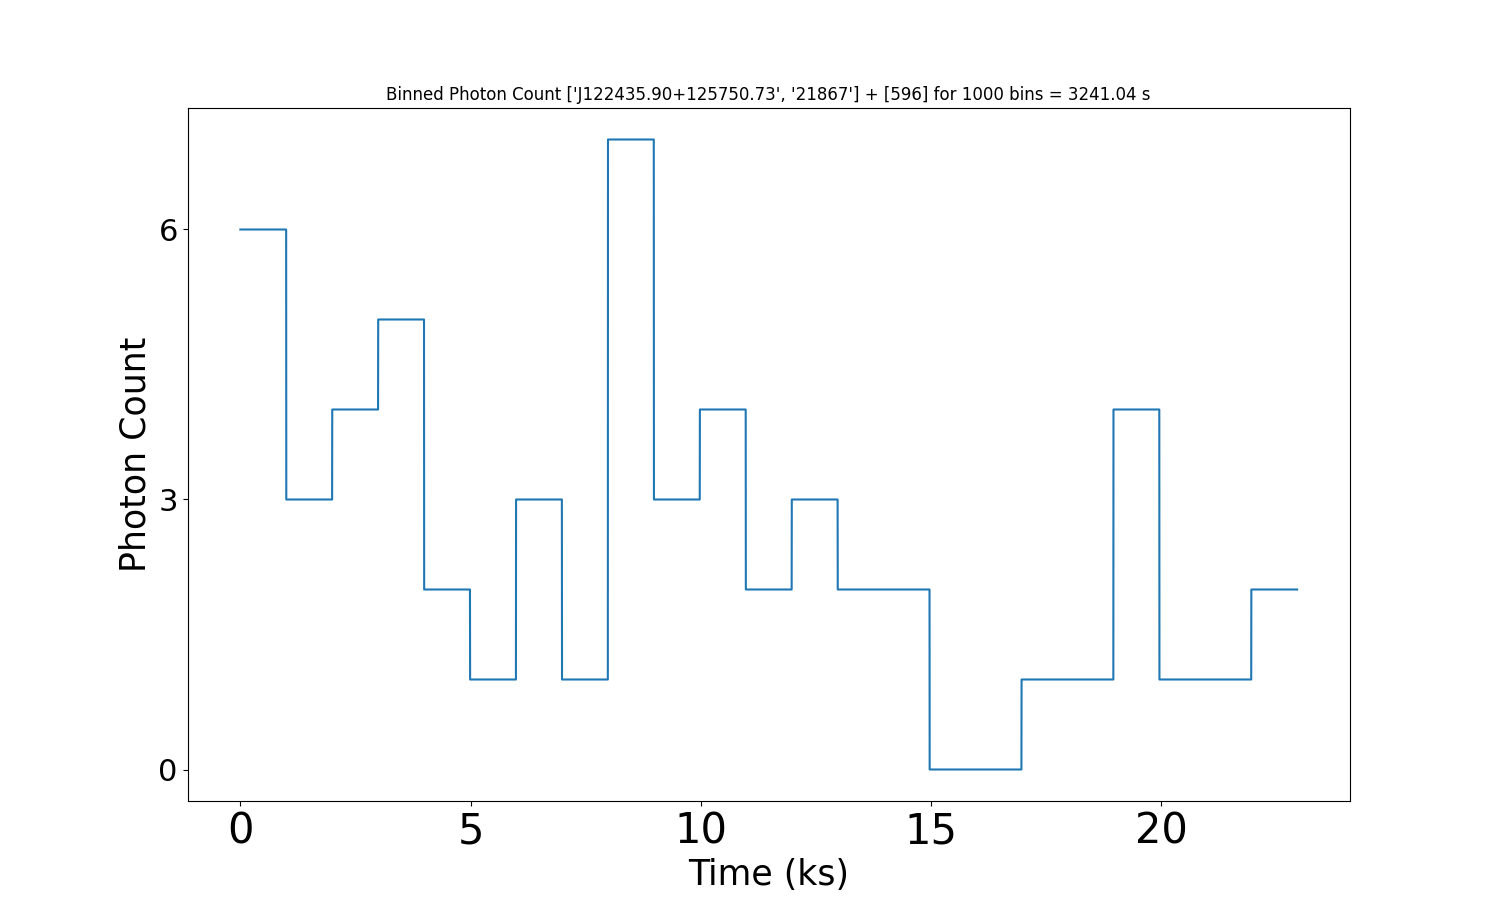 Binned Photon Count ['J122435.90+125750.73', '21867'] + [596] for 1000 bins = 3241.04 s
6
3
0
Photon Count
0 5 10 15 20
Time (ks)